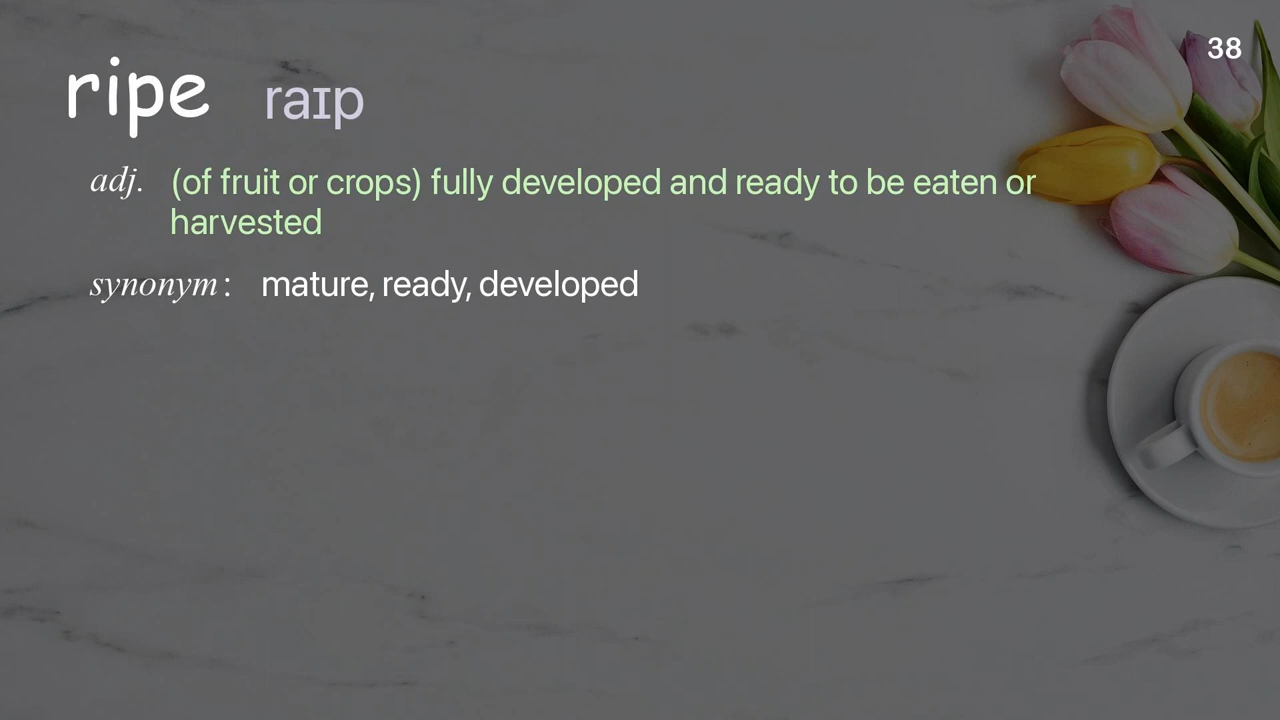 38
ripe raɪp
adj. (of fruit or crops) fully developed and ready to be eaten or
harvested
synonym : mature, ready, developed